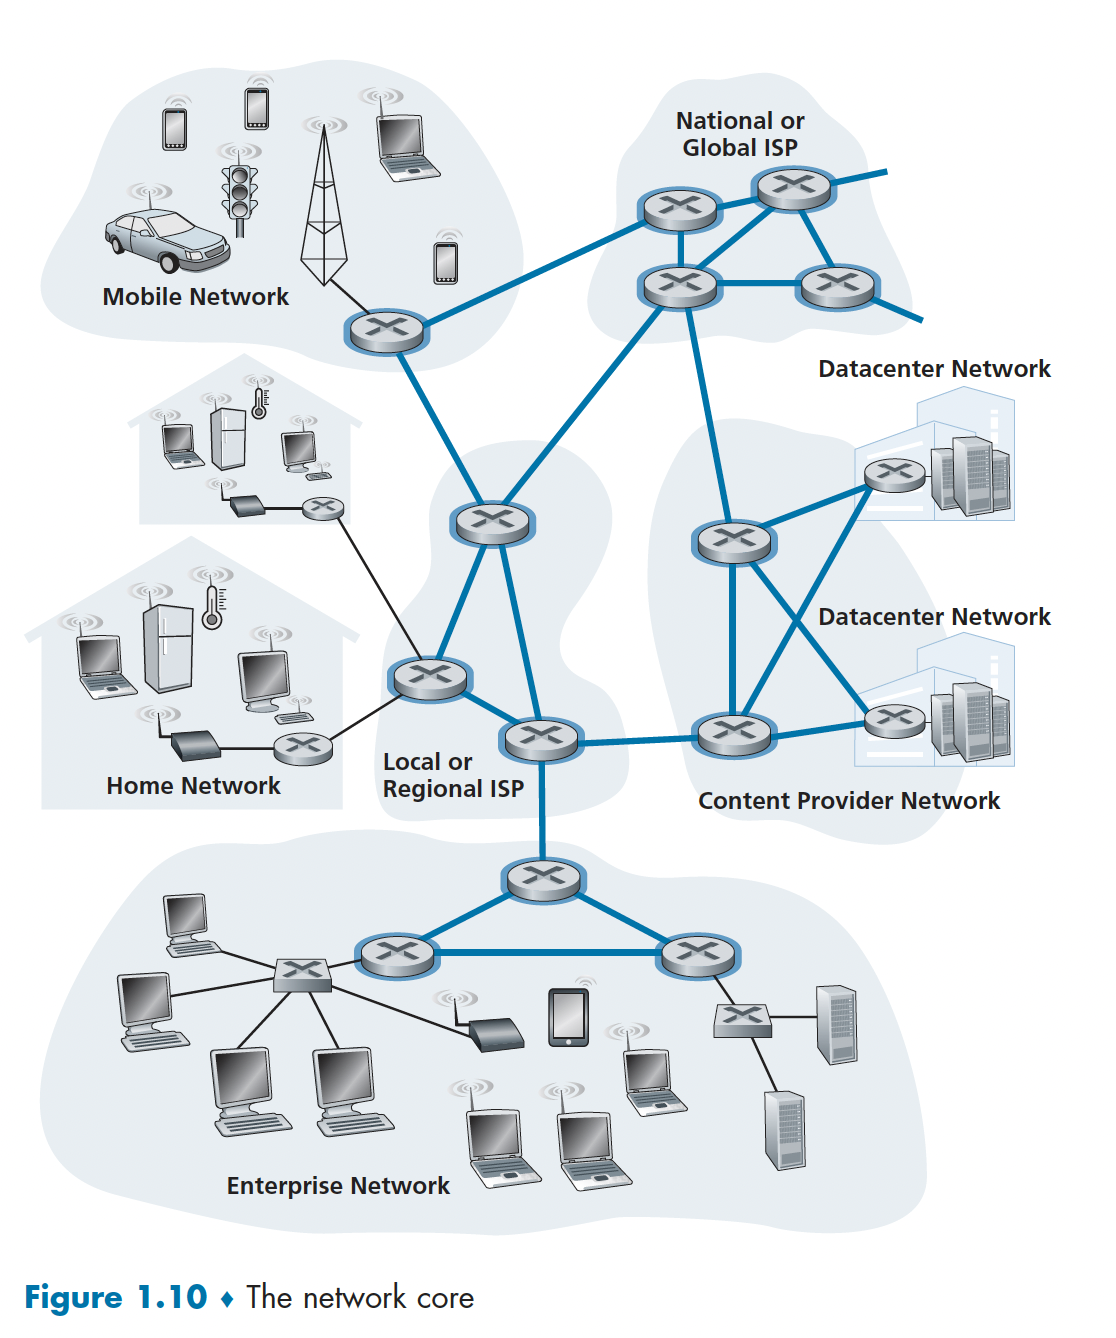 National or
Global ISP
Mobile Network
Datacenter Network
Datacenter Network
Local or
Regional ISP
Home Network
Content Provider Network
Enterprise Network
Figure 1.10 ♦ The network core